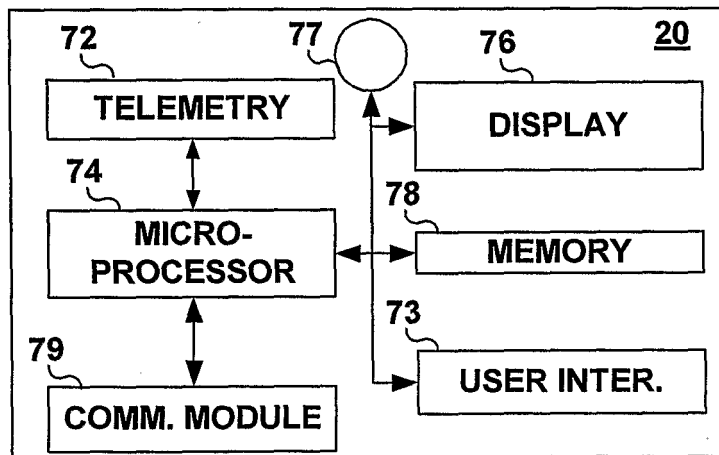 72
77
20
76
TELEMETRY
DISPLAY
74
78
MICRO-
PROCESSOR
MEMORY
73
79
USER INTER.
COMM. MODULE